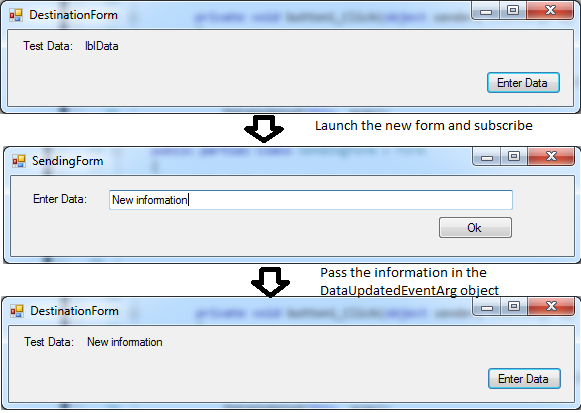 DestinationForm
Test Data: lblData
Enter Data
Launch the new form and subscribe
SendingForm
Enter Data: New information
Ok
Pass the information in the
DataUpdatedEventArg object
DestinationForm
Test Data: New information
Enter Data